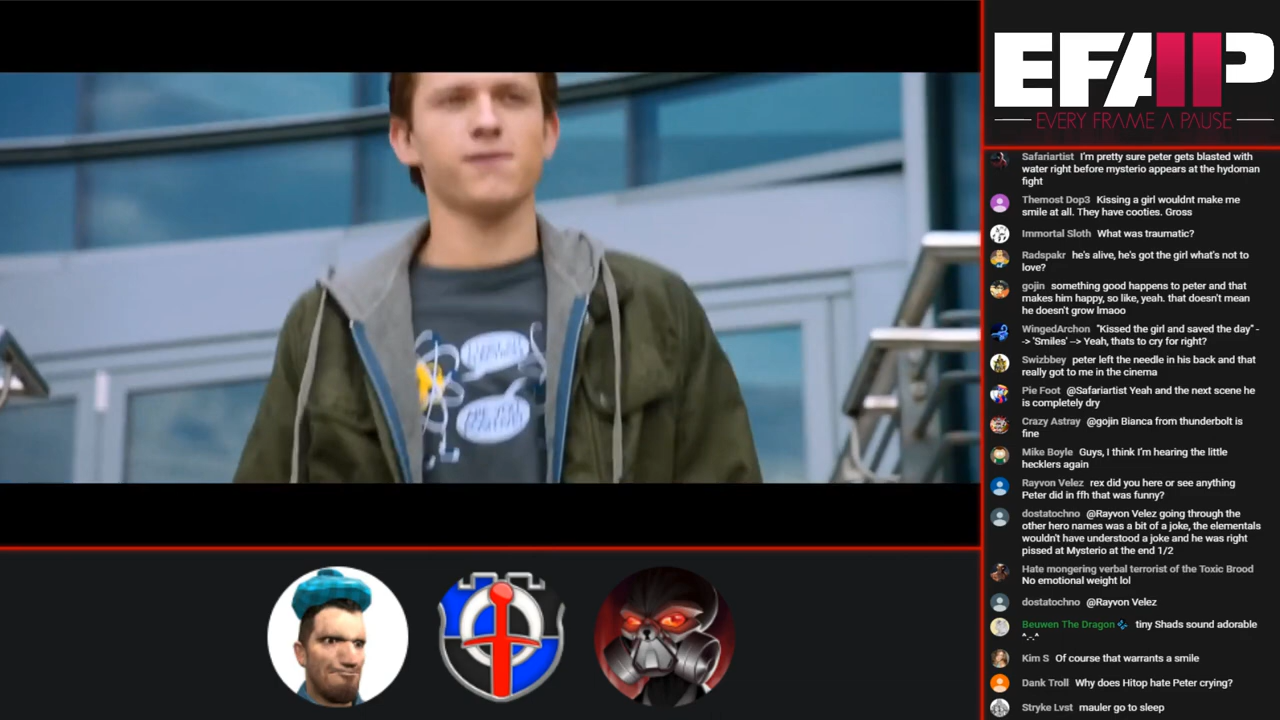 EFAP
EVERY FRAME A PAUSE
Safariartist I'm pretty sure peter gets blasted with
water right before mysterio appears at the hydoman
fight
Themost Dop3 Kissing a girl wouldnt make me
smile at all. They have cooties. Gross
Immortal Sloth What was traumatic?
Radspakr he's alive, he's got the girl what's not to
love?
gojin something good happens to peter and that
makes him happy, so like, yeah. that doesn't mean
he doesn't grow lmaoo
WingedArchon "Kissed the girl and saved the day" -
-> 'Smiles' --> Yeah, thats to cry for right?
Swizbbey peter left the needle in his back and that
really got to me in the cinema
Pie Foot @Safariartist Yeah and the next scene he
is completely dry
Crazy Astray @gojin Bianca from thunderbolt is
fine
Mike Boyle Guys, I think I'm hearing the little
hecklers again
Rayvon Velez rex did you here or see anything
Peter did in ffh that was funny?
dostatochno @Rayvon Velez going through the
other hero names was a bit of a joke, the elementals
wouldn't have understood a joke and he was right
pissed at Mysterio at the end 1/2
Hate mongering verbal terrorist of the Toxic Brood
No emotional weight lol
dostatochno @Rayvon Velez
Beuwen The Dragon tiny Shads sound adorable
^_-^
Kim S Of course that warrants a smile
Dank Troll Why does Hitop hate Peter crying?
Stryke Lvst mauler go to sleep